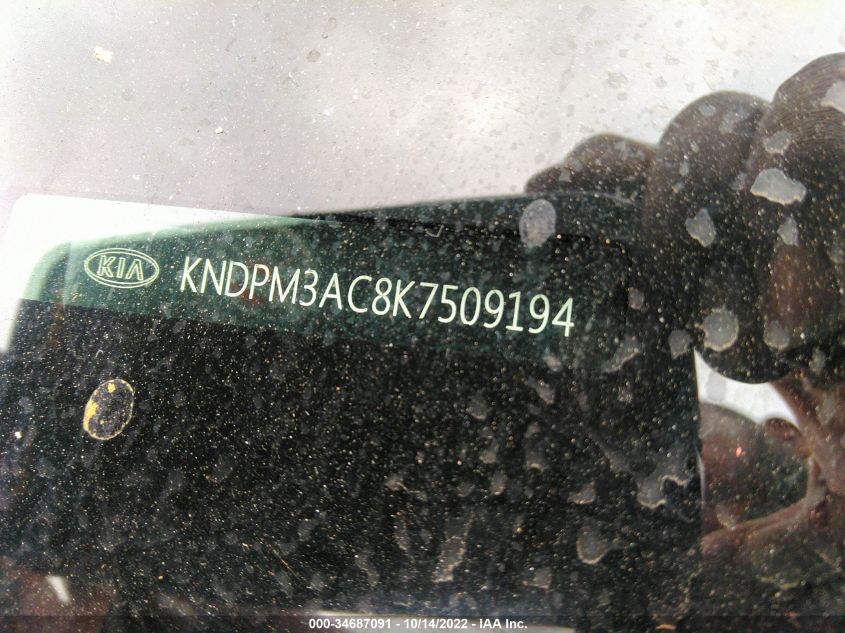 KIA KNDPM3AC8K7509194
000-34687091 - 10/14/2022 - IAA Inc.